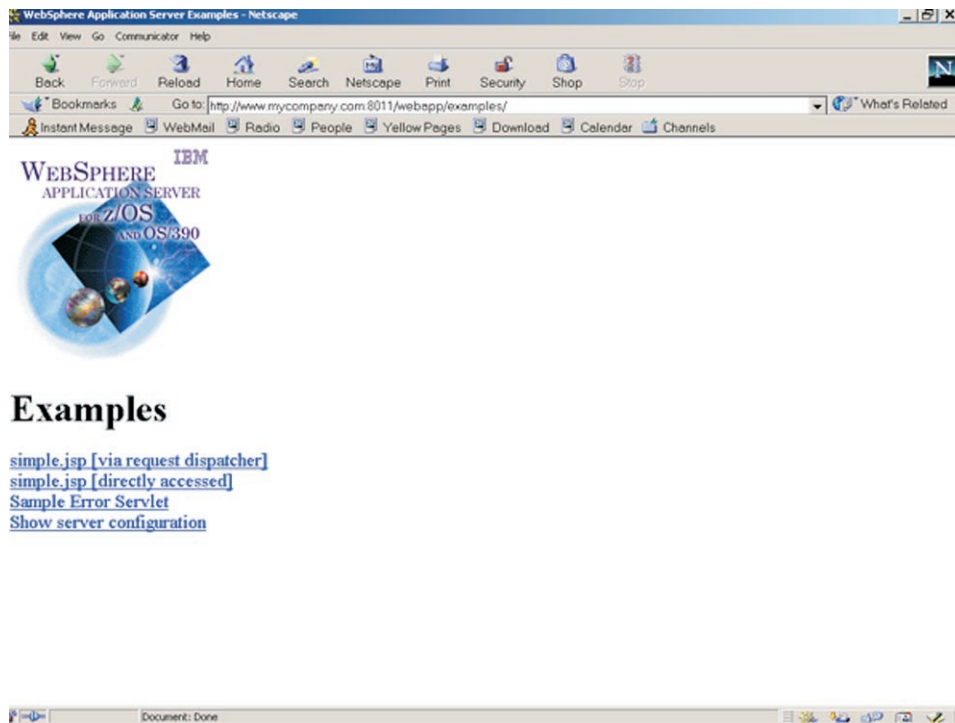 WebSphere Application Server Examples - Netscape
File Edit View Go Communicator Help
Back Forward Reload Home Search Netscape Print Security Shop Stop
N
Bookmarks Go to: http://www.mycompany.com:8011/webapp/examples/ What's Related
Instant Message WebMail Radio People Yellow Pages Download Calendar Channels
IBM
WEBSPHERE
APPLICATION SERVER
FOR z/OS
AND OS/390
Examples
simple.jsp [via request dispatcher]
simple.jsp [directly accessed]
Sample Error Servlet
Show server configuration
Document: Done